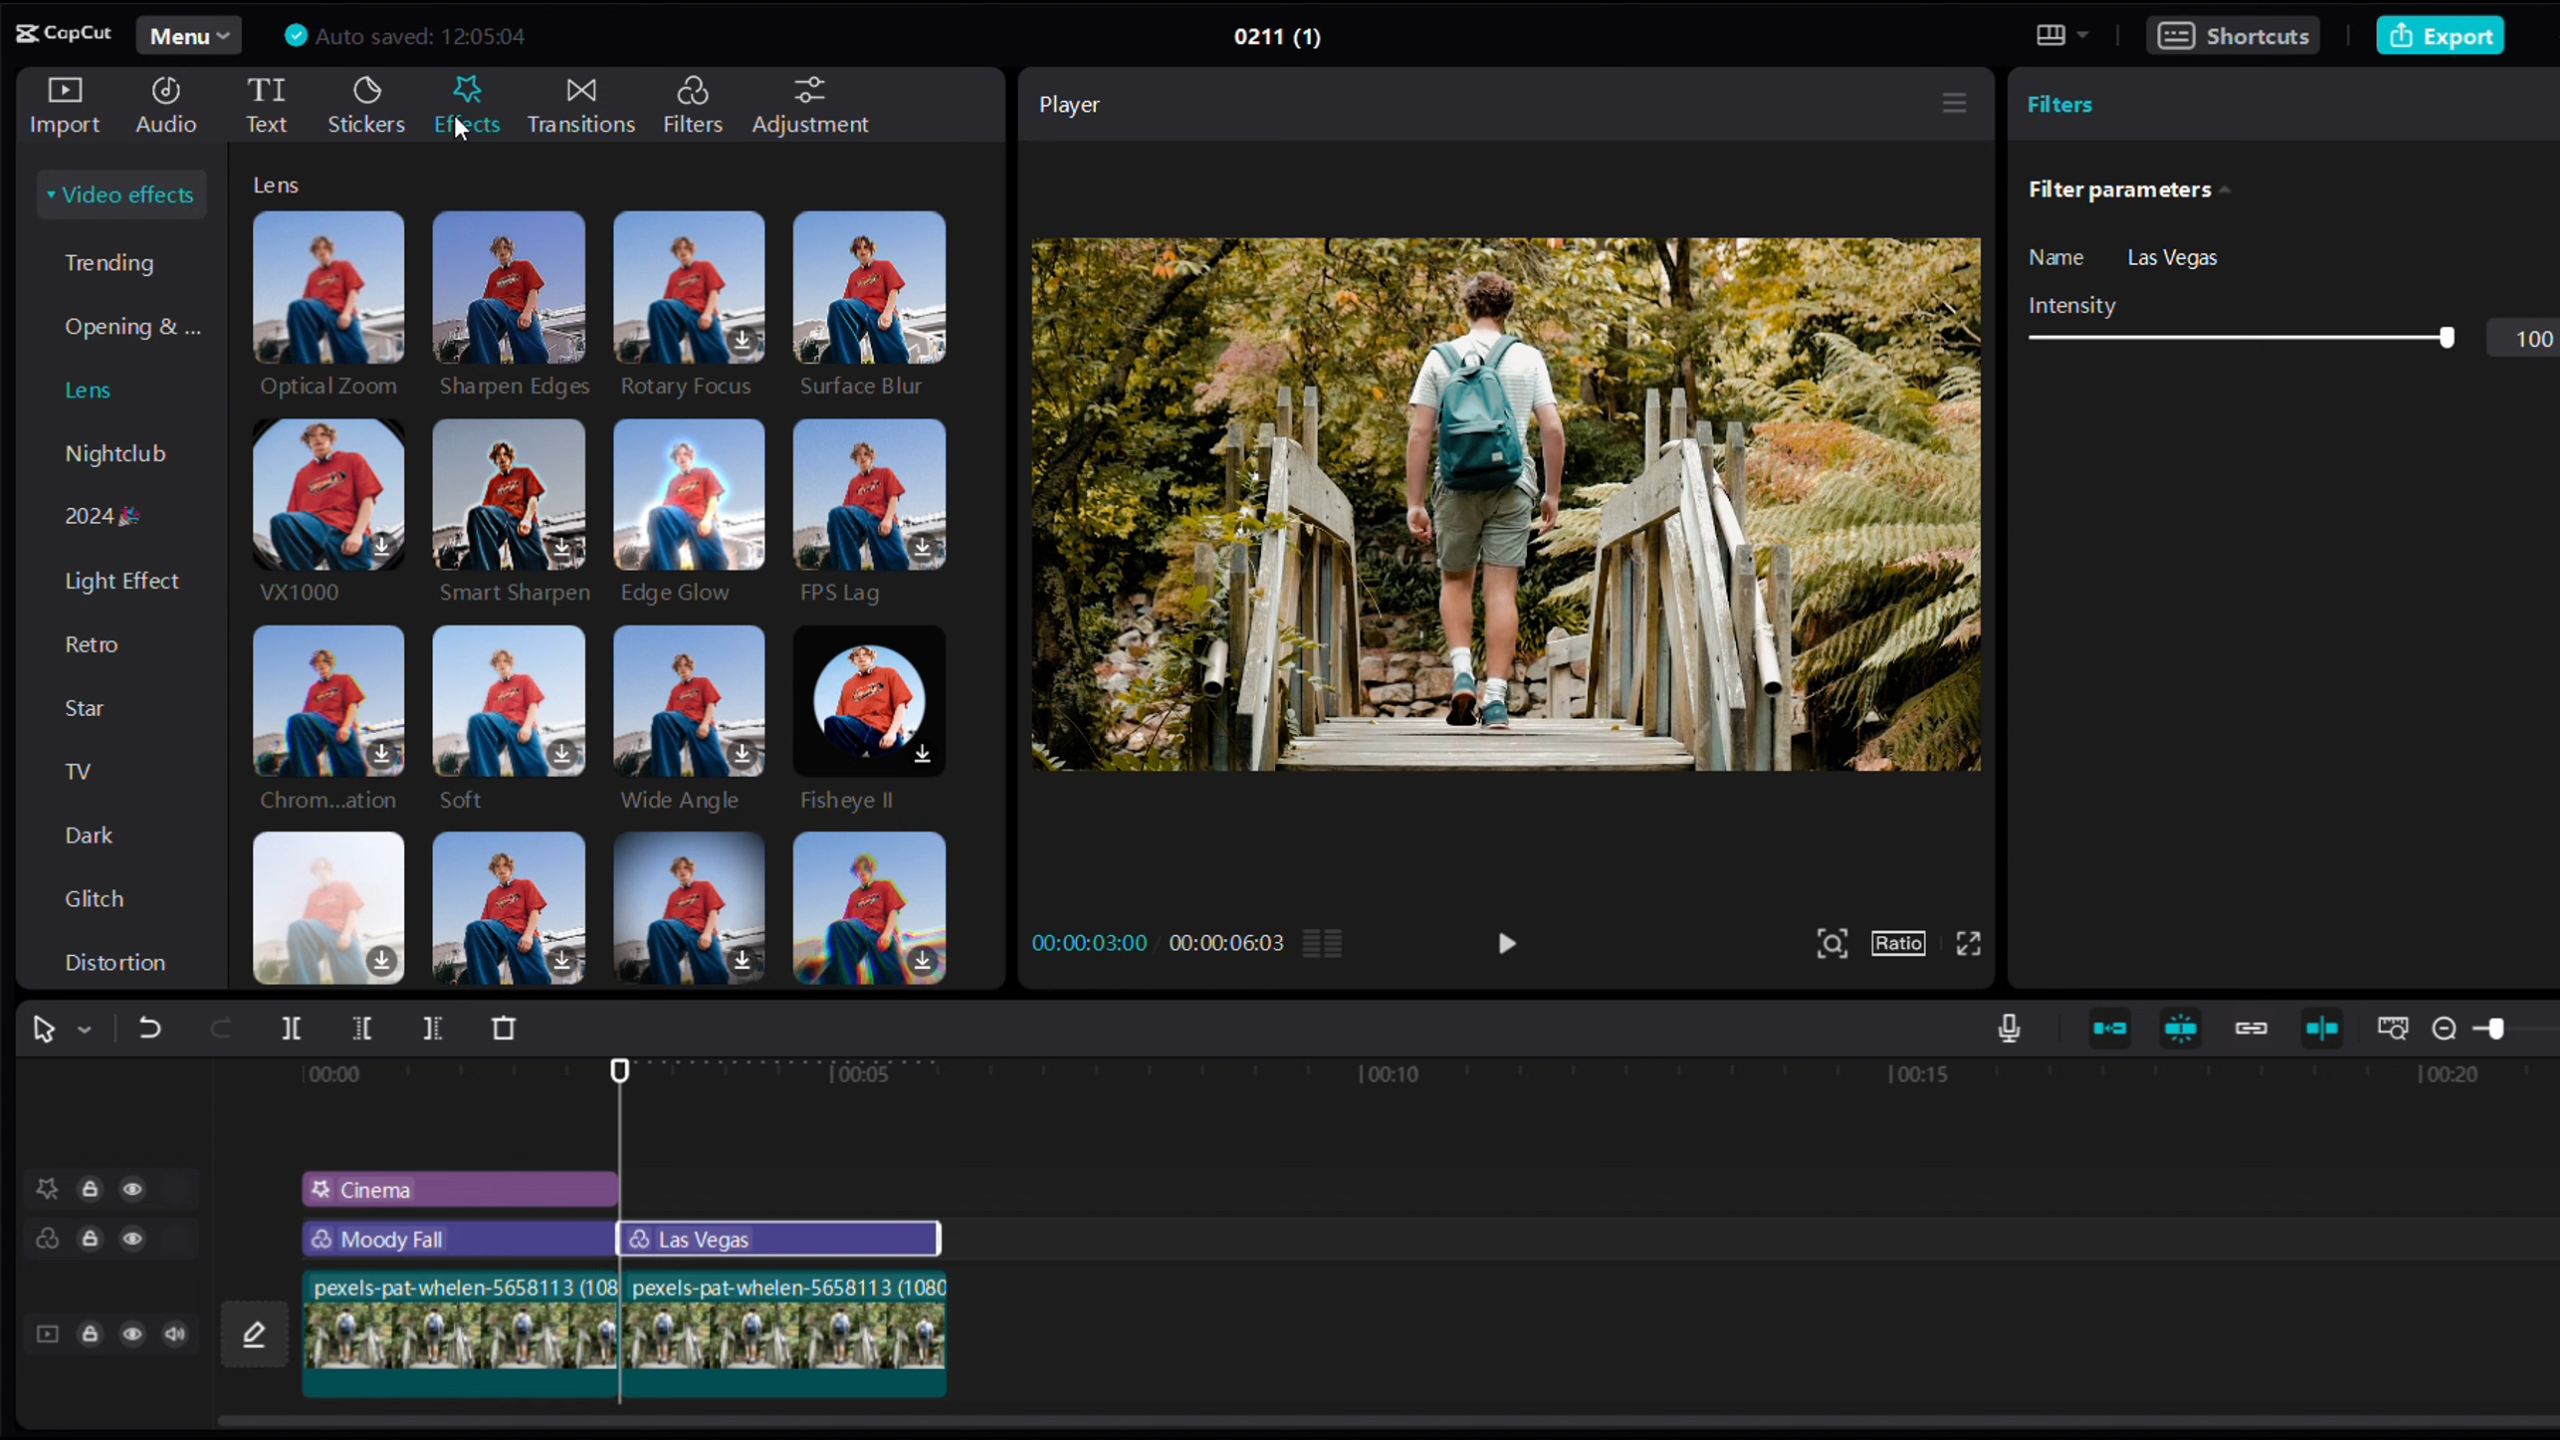 CapCut
Menu
Auto saved: 12:05:04
0211 (1)
Shortcuts
Export
Import
Audio
TI
Text
Stickers
Effects
Transitions
Filters
Adjustment
Player
Filters
Video effects
Trending
Opening & ...
Lens
Nightclub
2024
Light Effect
Retro
Star
TV
Dark
Glitch
Distortion
Lens
Optical Zoom
Sharpen Edges
Rotary Focus
Surface Blur
VX1000
Smart Sharpen
Edge Glow
FPS Lag
Chrom...ation
Soft
Wide Angle
Fisheye II
Filter parameters
Name Las Vegas
Intensity
100
00:00:03:00 / 00:00:06:03
Ratio
00:00
00:05
00:10
00:15
00:20
Cinema
Moody Fall
Las Vegas
pexels-pat-whelen-5658113 (108
pexels-pat-whelen-5658113 (1080